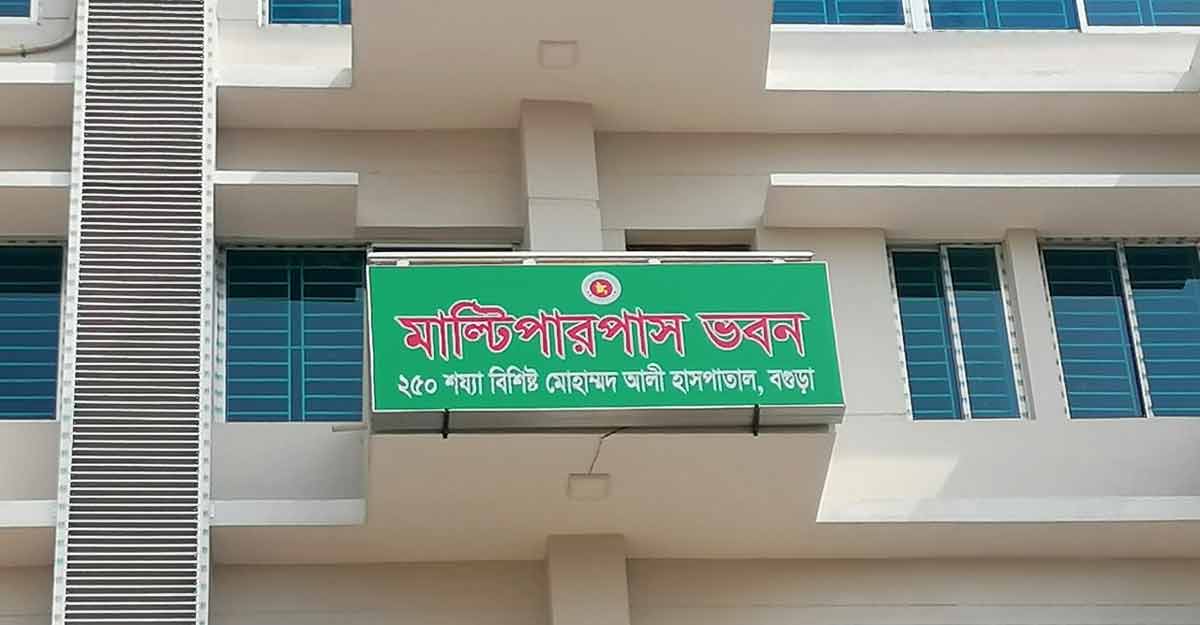 মাল্টিপারপাস ভবন
২৫০ শয্যা বিশিষ্ট মোহাম্মদ আলী হাসপাতাল, বগুড়া